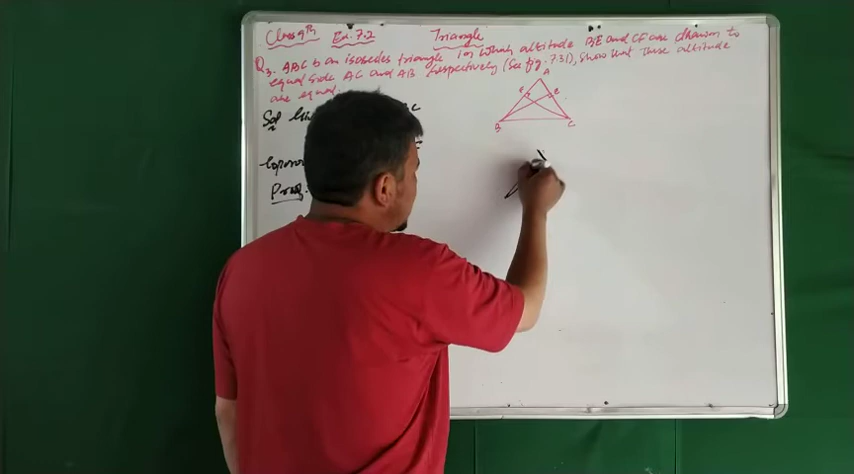 Class 9th Ex. 7.2 Triangle
Q3. ABC is an isosceles triangle in which altitude BE and CF are drawn to
equal side AC and AB respectively (See fig. 7.31), show that these altitude
are equal.
A
F E
B C
Sol C
Proof.